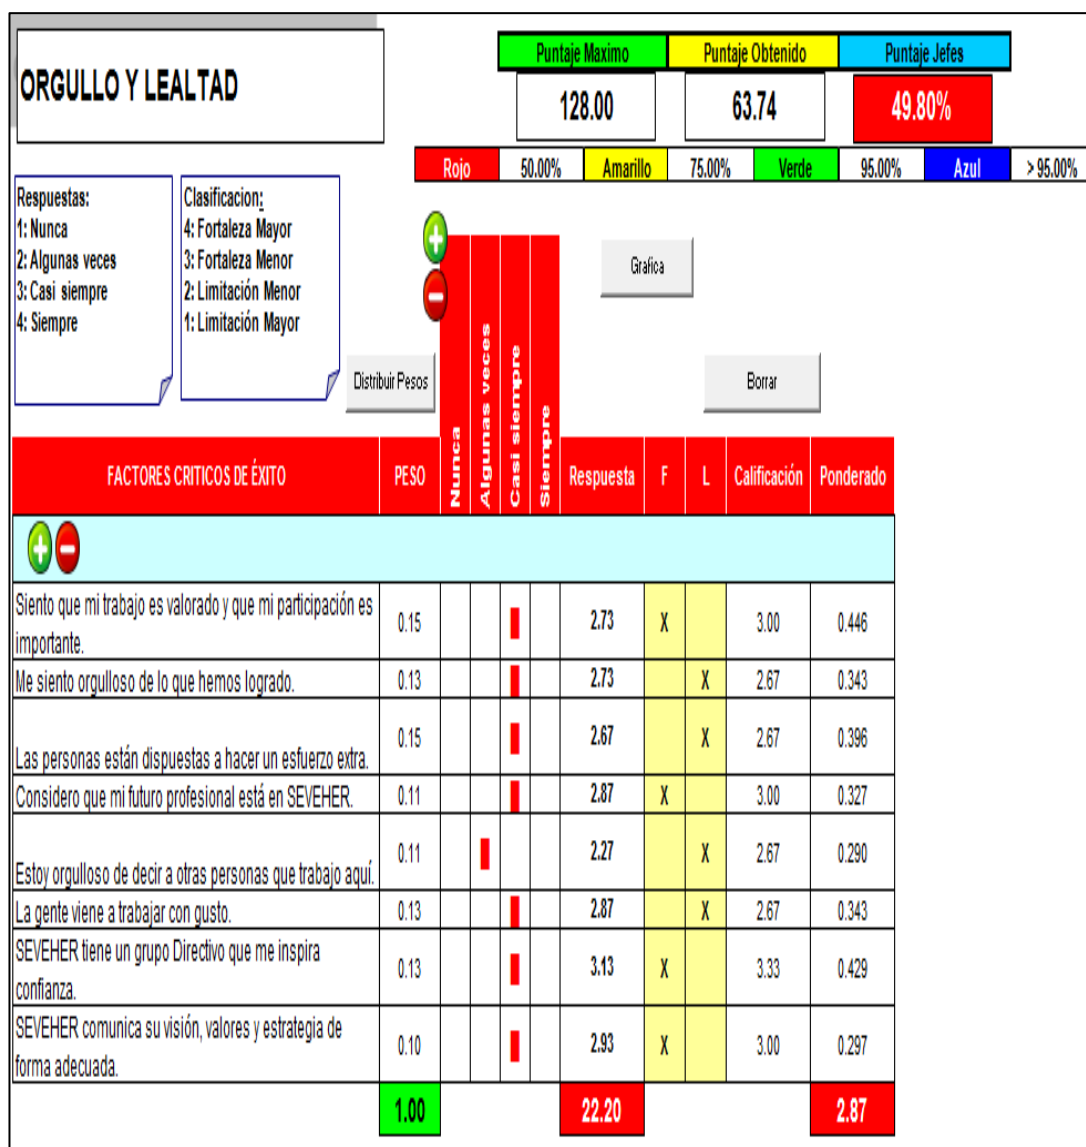 ORGULLO Y LEALTAD
Puntaje Maximo Puntaje Obtenido Puntaje Jefes
128.00 63.74 49.80%
Rojo 50.00% Amarillo 75.00% Verde 95.00% Azul > 95.00%
Respuestas:
1: Nunca
2: Algunas veces
3: Casi siempre
4: Siempre
Clasificacion:
4: Fortaleza Mayor
3: Fortaleza Menor
2: Limitación Menor
1: Limitación Mayor
Grafica
Distribuir Pesos
Borrar
FACTORES CRITICOS DE ÉXITO PESO Nunca Algunas veces Casi siempre Siempre Respuesta F L Calificación Ponderado
Siento que mi trabajo es valorado y que mi participación es
importante.
0.15 2.73 X 3.00 0.446
Me siento orgulloso de lo que hemos logrado. 0.13 2.73 X 2.67 0.343
Las personas están dispuestas a hacer un esfuerzo extra. 0.15 2.67 X 2.67 0.396
Considero que mi futuro profesional está en SEVEHER. 0.11 2.87 X 3.00 0.327
Estoy orgulloso de decir a otras personas que trabajo aquí. 0.11 2.27 X 2.67 0.290
La gente viene a trabajar con gusto. 0.13 2.87 X 2.67 0.343
SEVEHER tiene un grupo Directivo que me inspira
confianza.
0.13 3.13 X 3.33 0.429
SEVEHER comunica su visión, valores y estrategia de
forma adecuada.
0.10 2.93 X 3.00 0.297
1.00 22.20 2.87